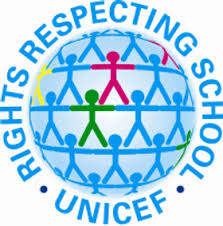 RIGHTS RESPECTING SCHOOL
• UNICEF •